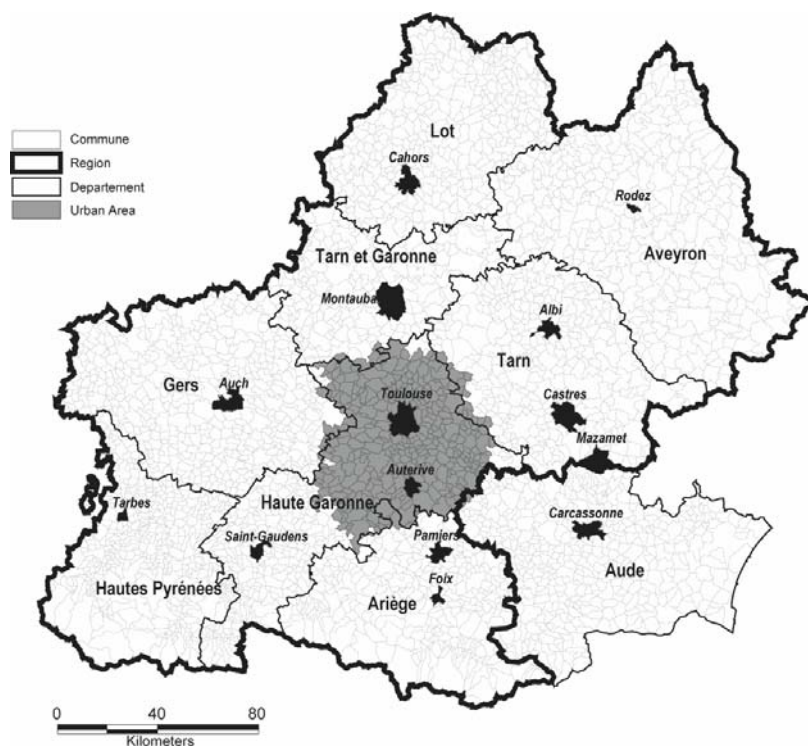 Commune
Region
Departement
Urban Area
Lot
Cahors
Rodez
Aveyron
Tarn et Garonne
Montauba
Albi
Tarn
Gers
Auch
Toulouse
Castres
Mazamet
Auterive
Haute Garonne
Tarbes
Saint-Gaudens
Pamiers
Carcassonne
Foix
Hautes Pyrénées
Ariège
Aude
0 40 80
Kilometers